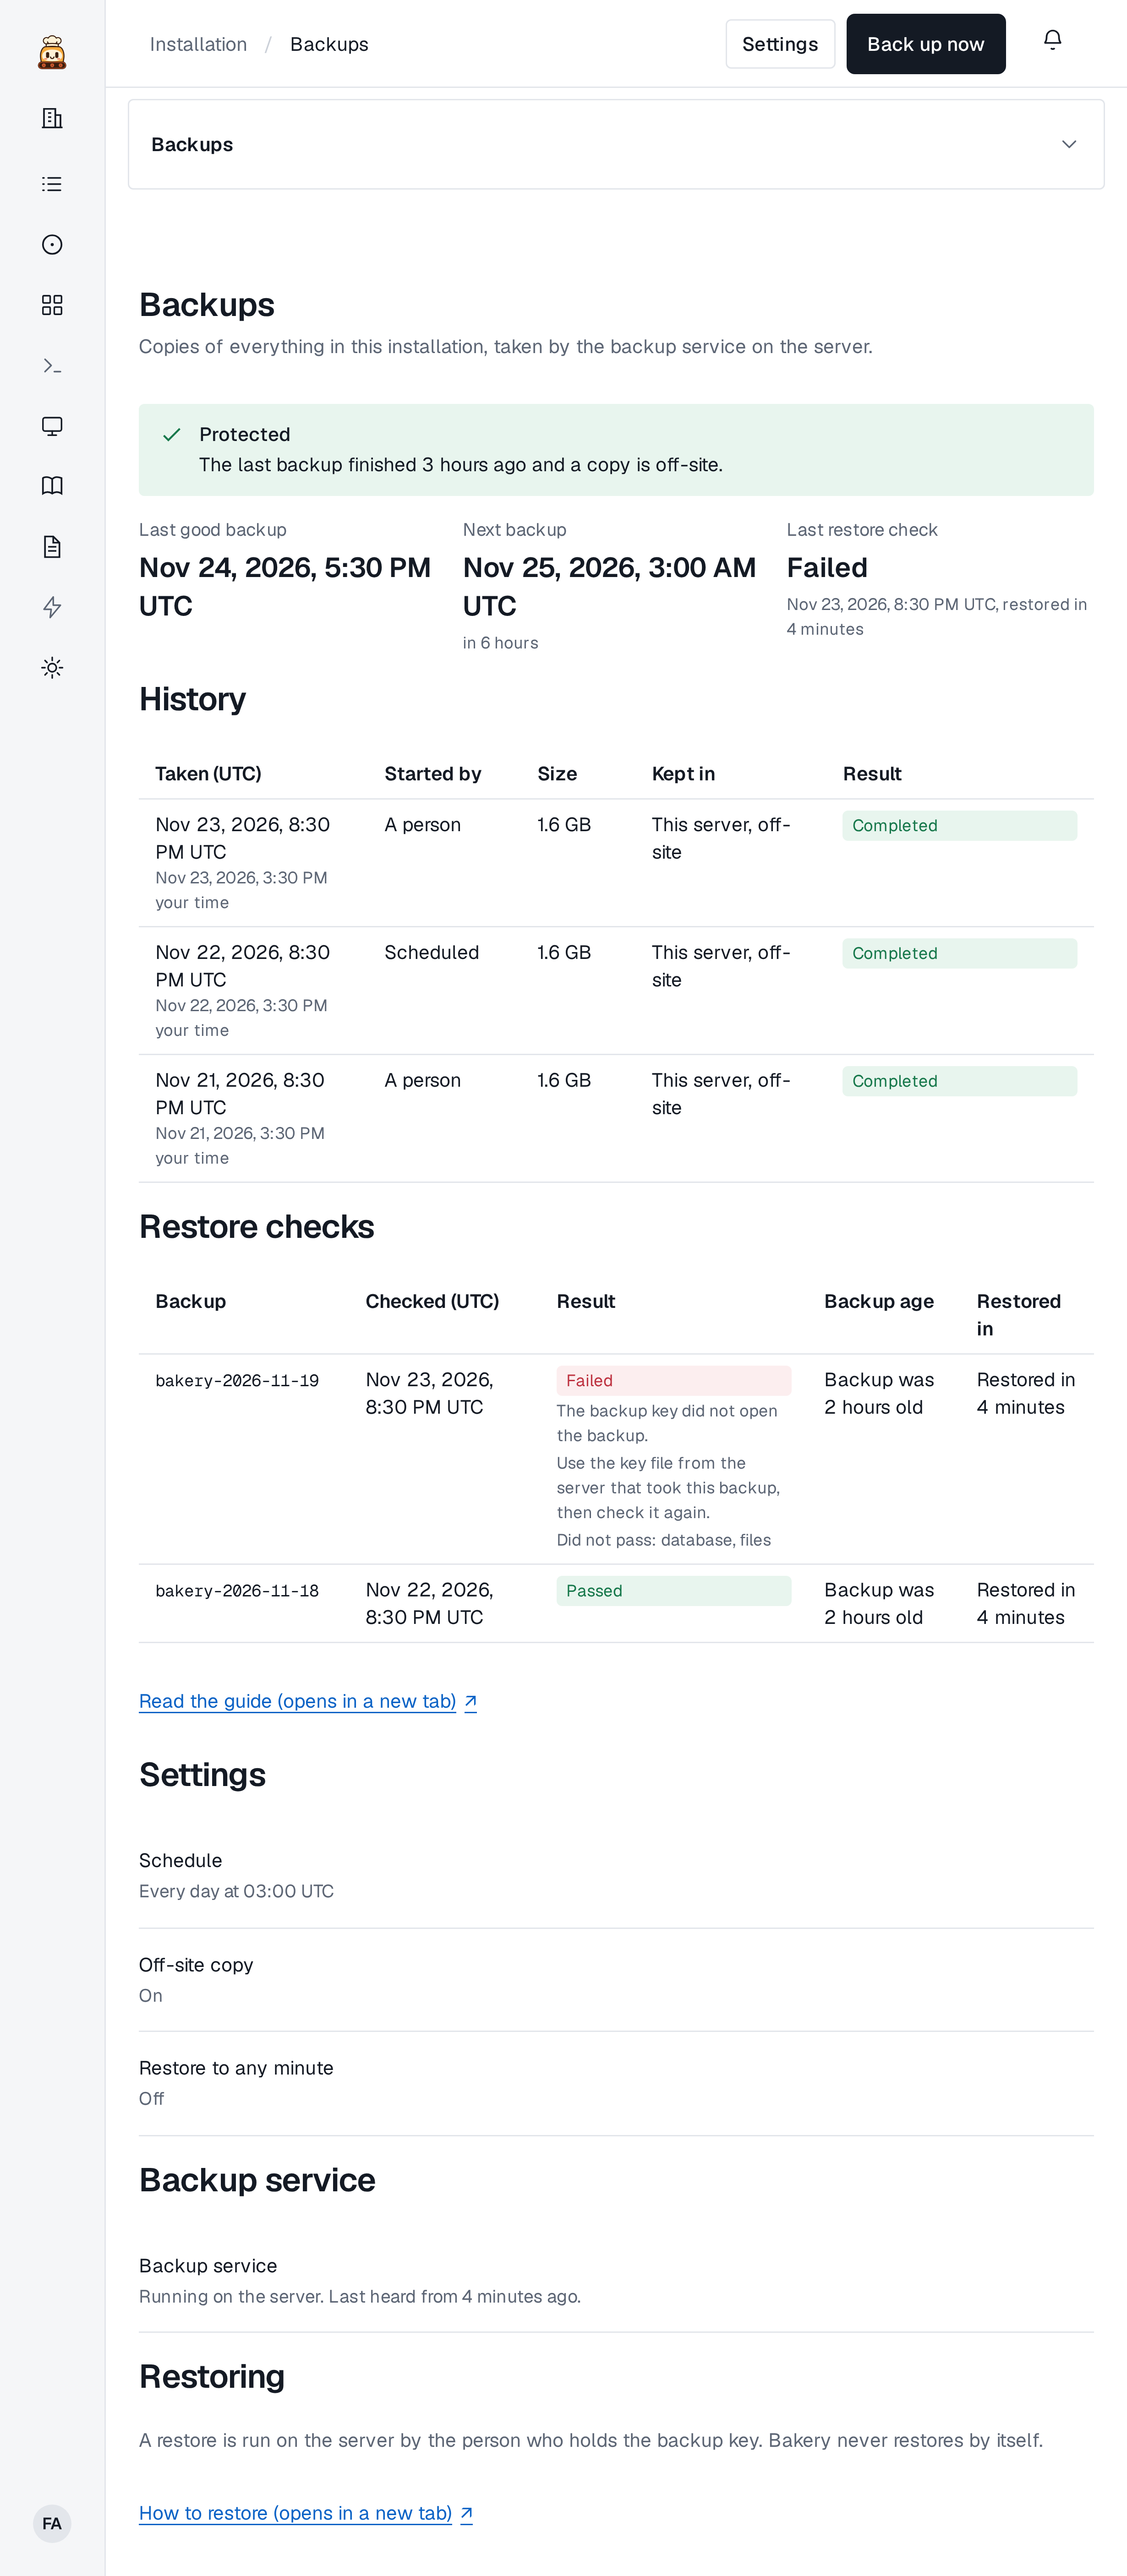 Installation / Backups
Settings
Back up now
Backups
Backups
Copies of everything in this installation, taken by the backup service on the server.
Protected
The last backup finished 3 hours ago and a copy is off-site.
Last good backup
Nov 24, 2026, 5:30 PM
UTC
Next backup
Nov 25, 2026, 3:00 AM
UTC
in 6 hours
Last restore check
Failed
Nov 23, 2026, 8:30 PM UTC, restored in
4 minutes
History
Taken (UTC) Started by Size Kept in Result
Nov 23, 2026, 8:30 A person 1.6 GB This server, off- Completed
PM UTC site
Nov 23, 2026, 3:30 PM
your time
Nov 22, 2026, 8:30 Scheduled 1.6 GB This server, off- Completed
PM UTC site
Nov 22, 2026, 3:30 PM
your time
Nov 21, 2026, 8:30 A person 1.6 GB This server, off- Completed
PM UTC site
Nov 21, 2026, 3:30 PM
your time
Restore checks
Backup Checked (UTC) Result Backup age Restored
in
bakery-2026-11-19 Nov 23, 2026, Failed Backup was Restored in
8:30 PM UTC 2 hours old 4 minutes
The backup key did not open
the backup.
Use the key file from the
server that took this backup,
then check it again.
Did not pass: database, files
bakery-2026-11-18 Nov 22, 2026, Passed Backup was Restored in
8:30 PM UTC 2 hours old 4 minutes
Read the guide (opens in a new tab)
Settings
Schedule
Every day at 03:00 UTC
Off-site copy
On
Restore to any minute
Off
Backup service
Backup service
Running on the server. Last heard from 4 minutes ago.
Restoring
A restore is run on the server by the person who holds the backup key. Bakery never restores by itself.
How to restore (opens in a new tab)
FA